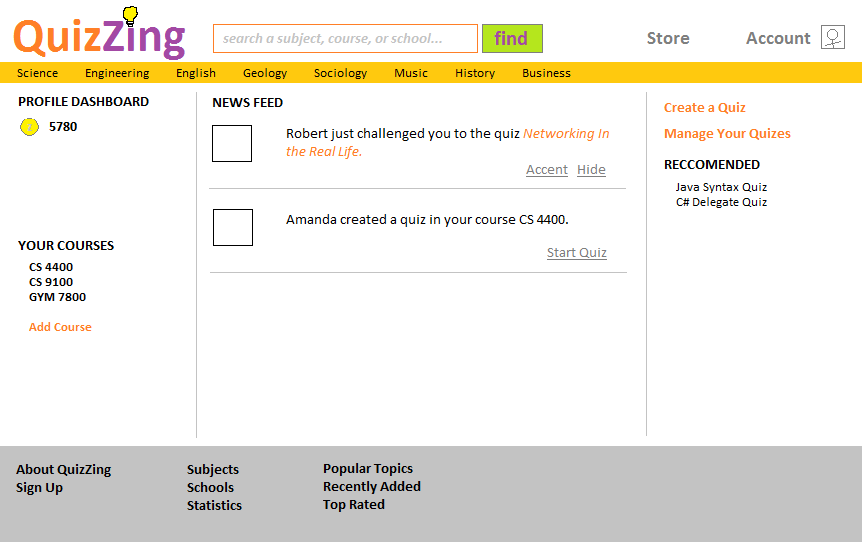 QuizZing
search a subject, course, or school...
find
Store
Account
Science
Engineering
English
Geology
Sociology
Music
History
Business
PROFILE DASHBOARD
5780
YOUR COURSES
CS 4400
CS 9100
GYM 7800
Add Course
NEWS FEED
Robert just challenged you to the quiz Networking In
the Real Life.
Accent Hide
Amanda created a quiz in your course CS 4400.
Start Quiz
Create a Quiz
Manage Your Quizes
RECCOMENED
Java Syntax Quiz
C# Delegate Quiz
About QuizZing
Sign Up
Subjects
Schools
Statistics
Popular Topics
Recently Added
Top Rated